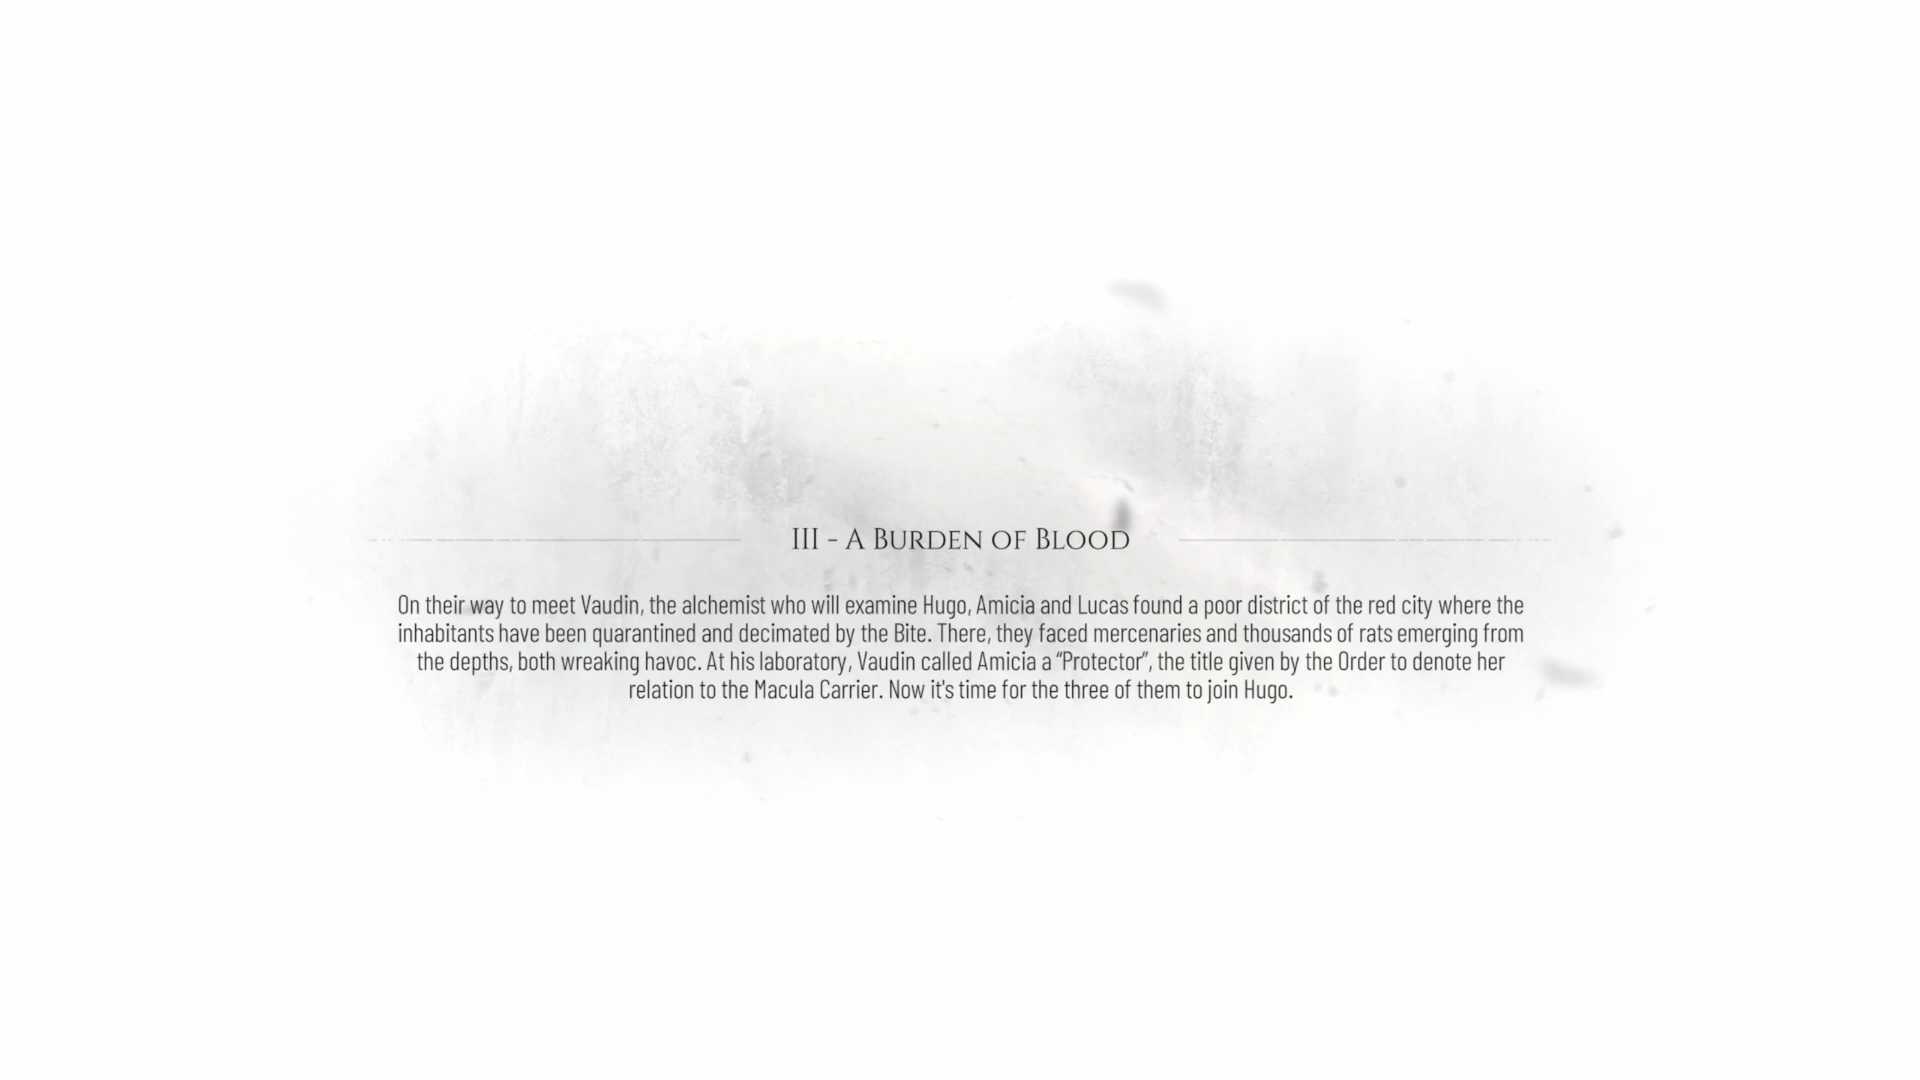 III - A Burden of Blood
On their way to meet Vaudin, the alchemist who will examine Hugo, Amicia and Lucas found a poor district of the red city where the
inhabitants have been quarantined and decimated by the Bite. There, they faced mercenaries and thousands of rats emerging from
the depths, both wreaking havoc. At his laboratory, Vaudin called Amicia a “Protector”, the title given by the Order to denote her
relation to the Macula Carrier. Now it's time for the three of them to join Hugo.